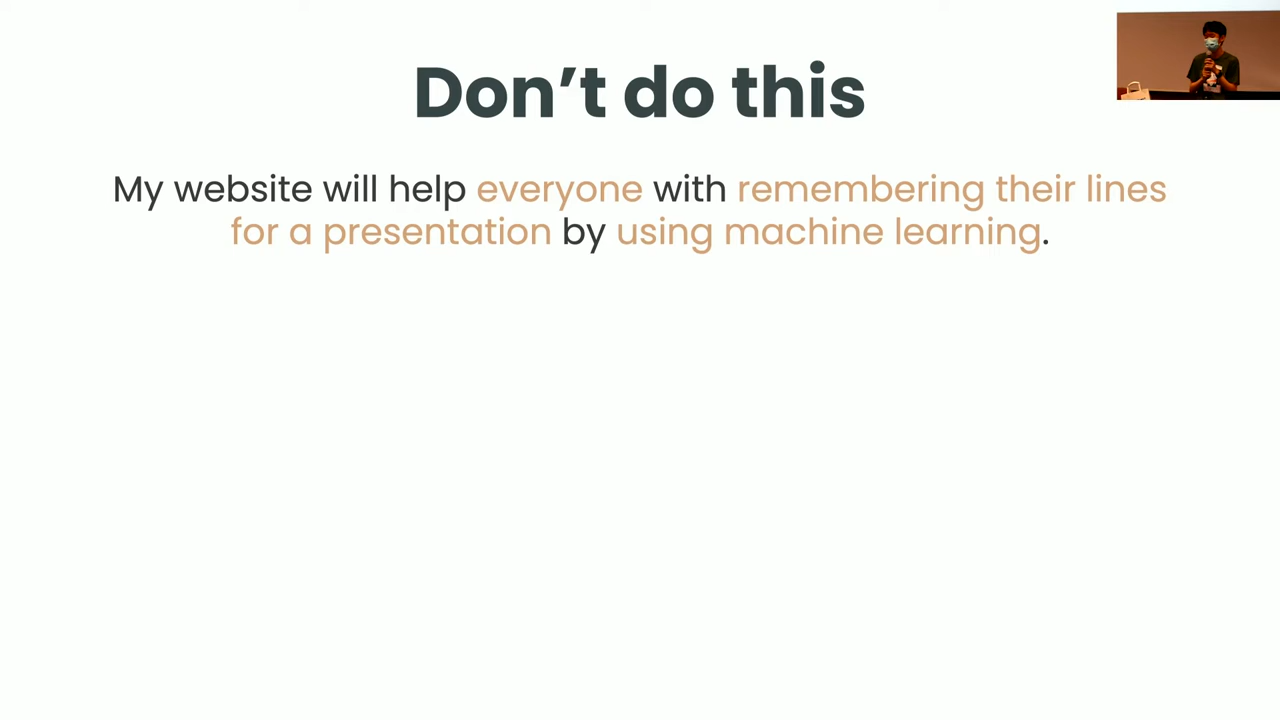 Don’t do this
My website will help everyone with remembering their lines
for a presentation by using machine learning.